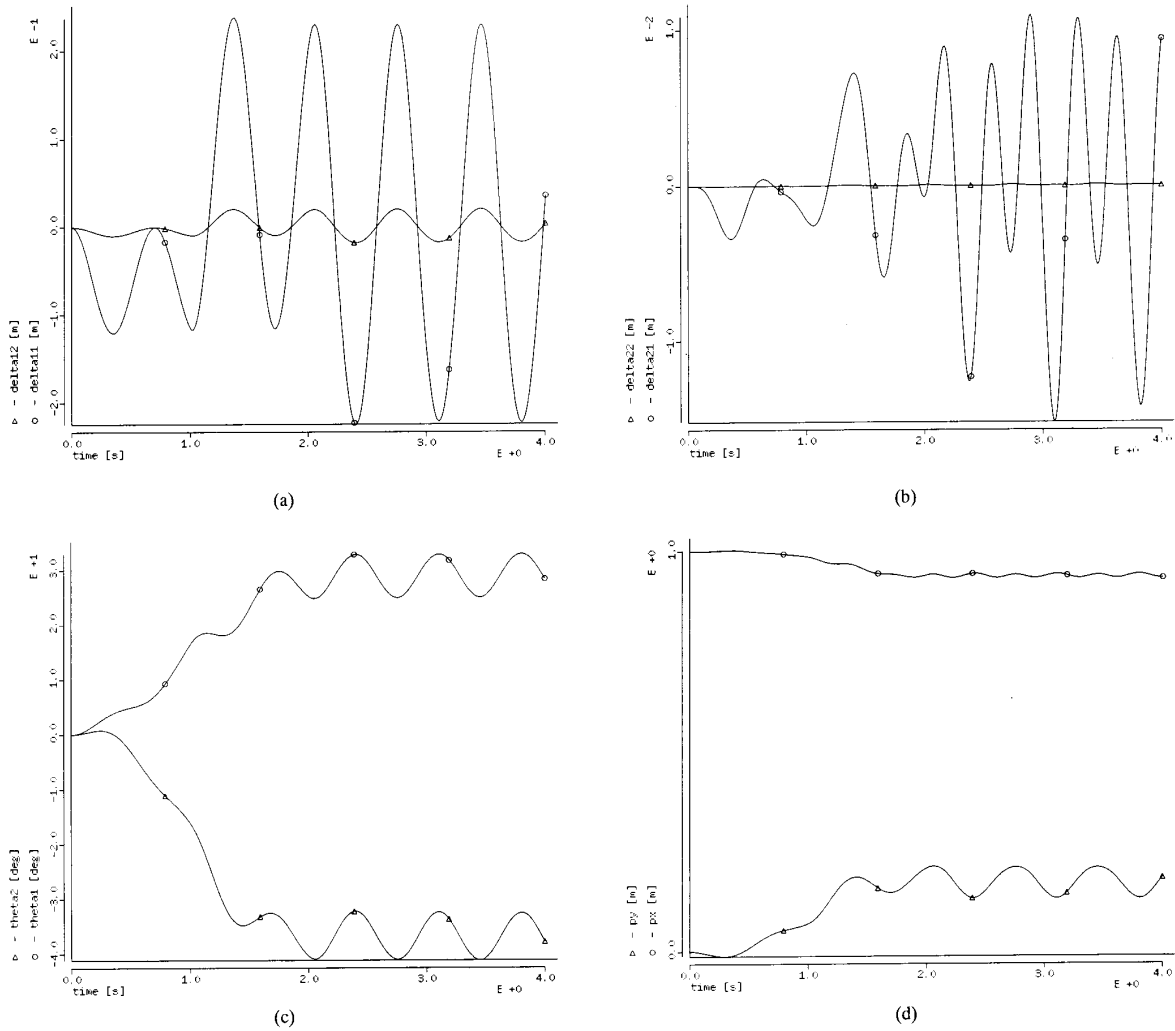 E -1
2.0
1.0
0.0
-1.0
-2.0
△ - delta12 [m]
○ - delta11 [m]
0.0 1.0 2.0 3.0 4.0
time [s] E +0
(a)
E -2
1.0
0.0
-1.0
△ - delta22 [m]
○ - delta21 [m]
0.0 1.0 2.0 3.0 4.0
time [s] E +0
(b)
E +1
3.0
2.0
1.0
0.0
-1.0
-2.0
-3.0
-4.0
△ - theta2 [deg]
○ - theta1 [deg]
0.0 1.0 2.0 3.0 4.0
time [s] E +0
(c)
E +0
1.0
0.0
△ - py [m]
○ - px [m]
0.0 1.0 2.0 3.0 4.0
time [s] E +0
(d)